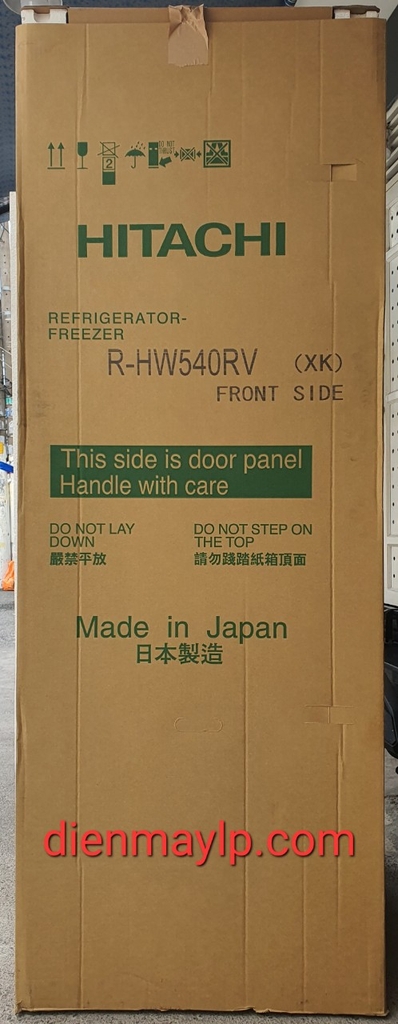 2
HITACHI
REFRIGERATOR-
FREEZER
R-HW540RV (XK)
FRONT SIDE
This side is door panel
Handle with care
DO NOT LAY
DOWN
嚴禁平放
DO NOT STEP ON
THE TOP
請勿踐踏紙箱頂面
Made in Japan
日本製造
dienmaylp.com